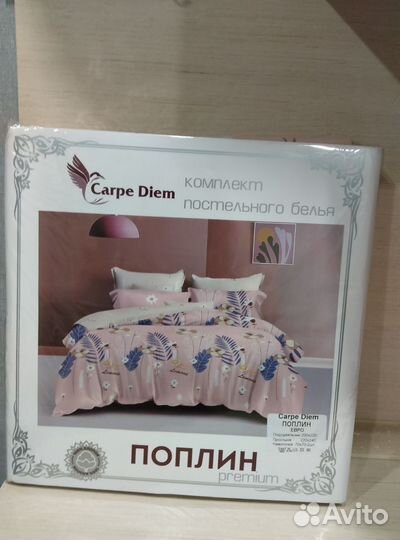 Carpe Diem
комплект
постельного белья
Carpe Diem
ПОПЛИН
ЕВРО
ПОПЛИН
premium
Avito